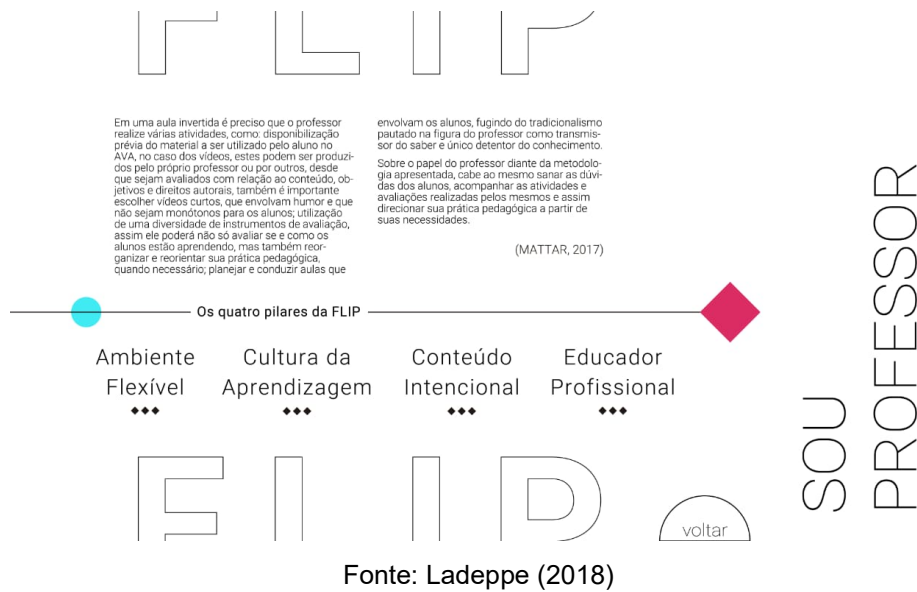 FLIP
Em uma aula invertida é preciso que o professor
realize várias atividades, como: disponibilização
prévia do material a ser utilizado pelo aluno no
AVA, no caso dos vídeos, estes podem ser produzi-
dos pelo próprio professor ou por outros, desde
que sejam avaliados com relação ao conteúdo, ob-
jetivos e direitos autorais, também é importante
escolher vídeos curtos, que envolvam humor e que
não sejam monótonos para os alunos; utilização
de uma diversidade de instrumentos de avaliação,
assim ele poderá não só avaliar se e como os
alunos estão aprendendo, mas também reor-
ganizar e reorientar sua prática pedagógica,
quando necessário; planejar e conduzir aulas que
envolvam os alunos, fugindo do tradicionalismo
pautado na figura do professor como transmis-
sor do saber e único detentor do conhecimento.
Sobre o papel do professor diante da metodolo-
gia apresentada, cabe ao mesmo sanar as dúvi-
das dos alunos, acompanhar as atividades e
avaliações realizadas pelos mesmos e assim
direcionar sua prática pedagógica a partir de
suas necessidades.
(MATTAR, 2017)
Os quatro pilares da FLIP
Ambiente
Flexível
Cultura da
Aprendizagem
Conteúdo
Intencional
Educador
Profissional
FLIP
voltar
SOU
PROFESSOR
Fonte: Ladeppe (2018)